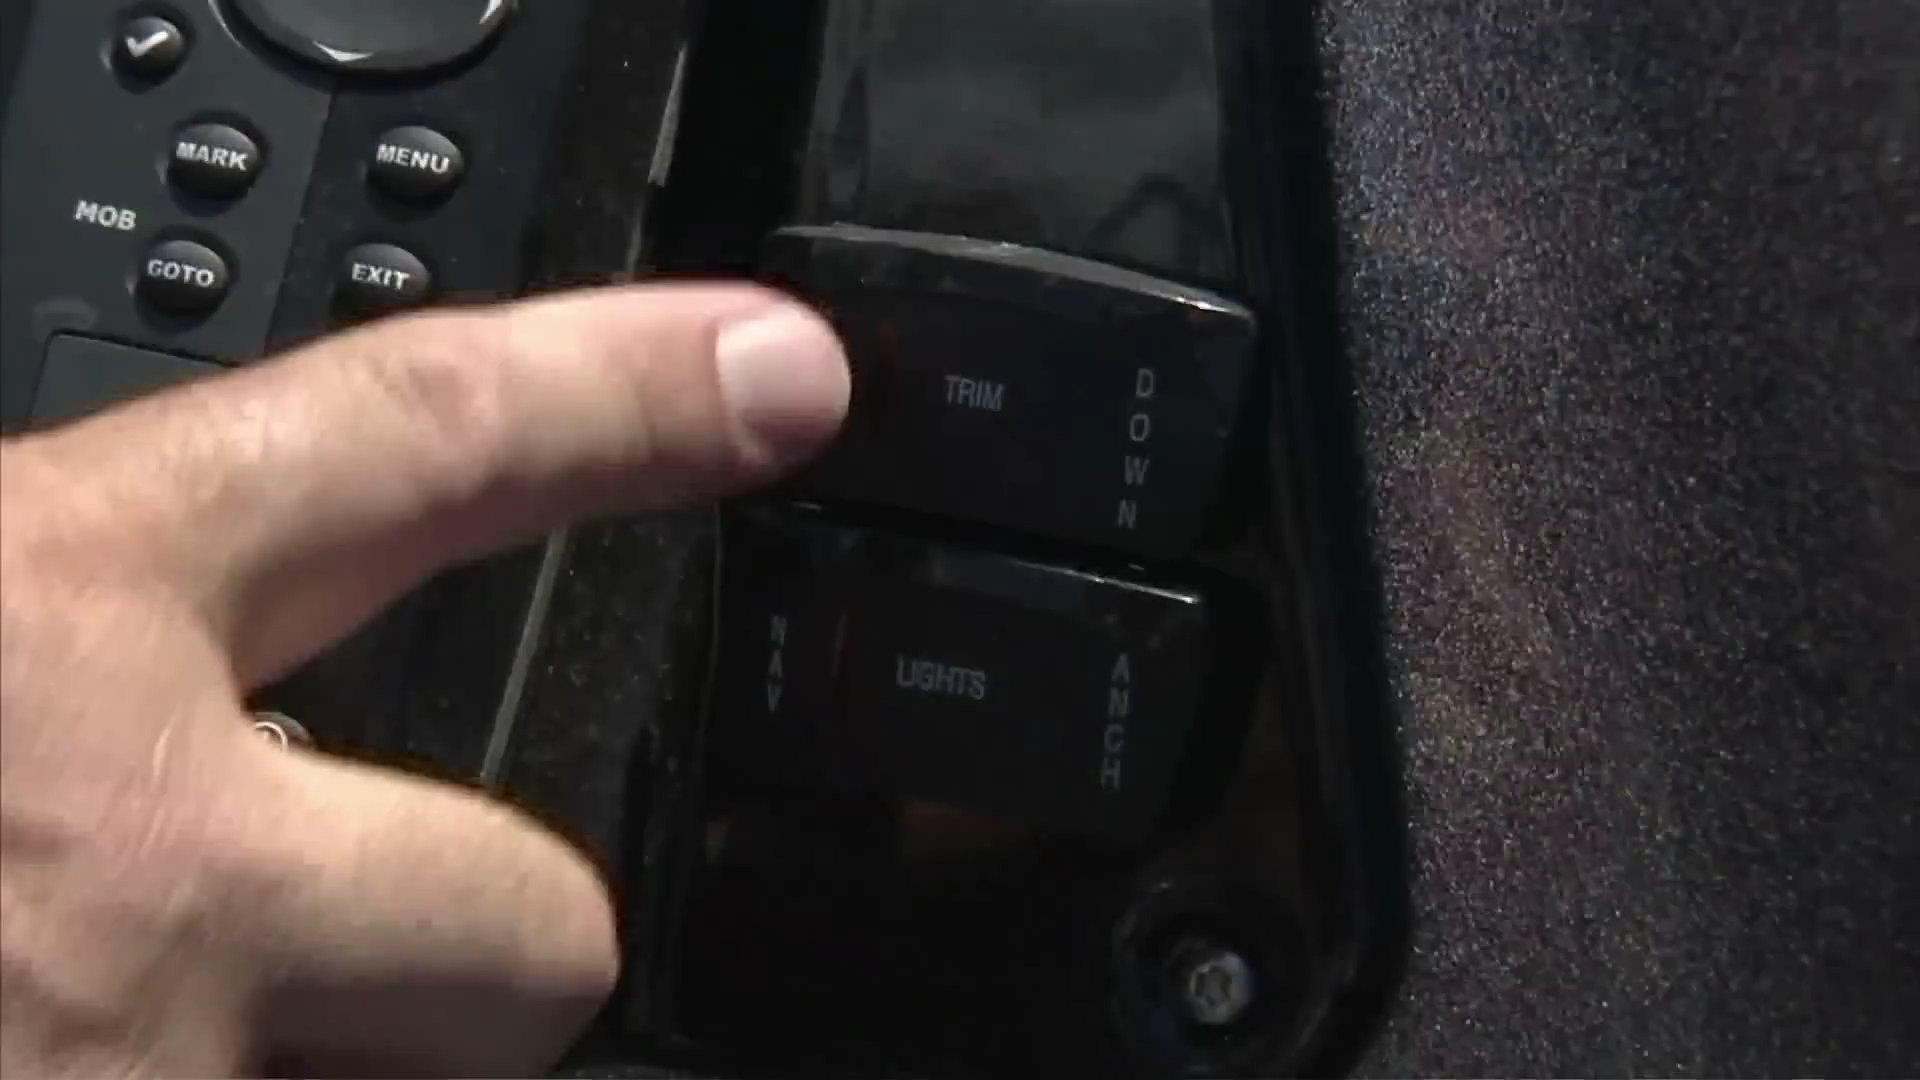 MARK
MENU
MOB
GOTO
EXIT
TRIM
DOWN
NAV
LIGHTS
ANCH